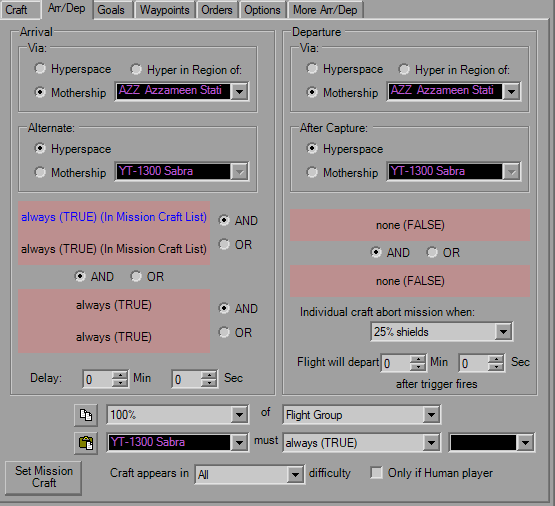 Craft Arr/Dep Goals Waypoints Orders Options More Arr/Dep
Arrival
Via:
Hyperspace Hyper in Region of:
Mothership AZZ Azzameen Stati
Alternate:
Hyperspace
Mothership YT-1300 Sabra
always (TRUE) (In Mission Craft List) AND
always (TRUE) (In Mission Craft List) OR
AND OR
always (TRUE) AND
always (TRUE) OR
Delay: 0 Min 0 Sec
Departure
Via:
Hyperspace Hyper in Region of:
Mothership AZZ Azzameen Stati
After Capture:
Hyperspace
Mothership YT-1300 Sabra
none (FALSE)
AND OR
none (FALSE)
Individual craft abort mission when:
25% shields
Flight will depart 0 Min 0 Sec
after trigger fires
100% of Flight Group
YT-1300 Sabra must always (TRUE)
Set Mission
Craft
Craft appears in All difficulty Only if Human player